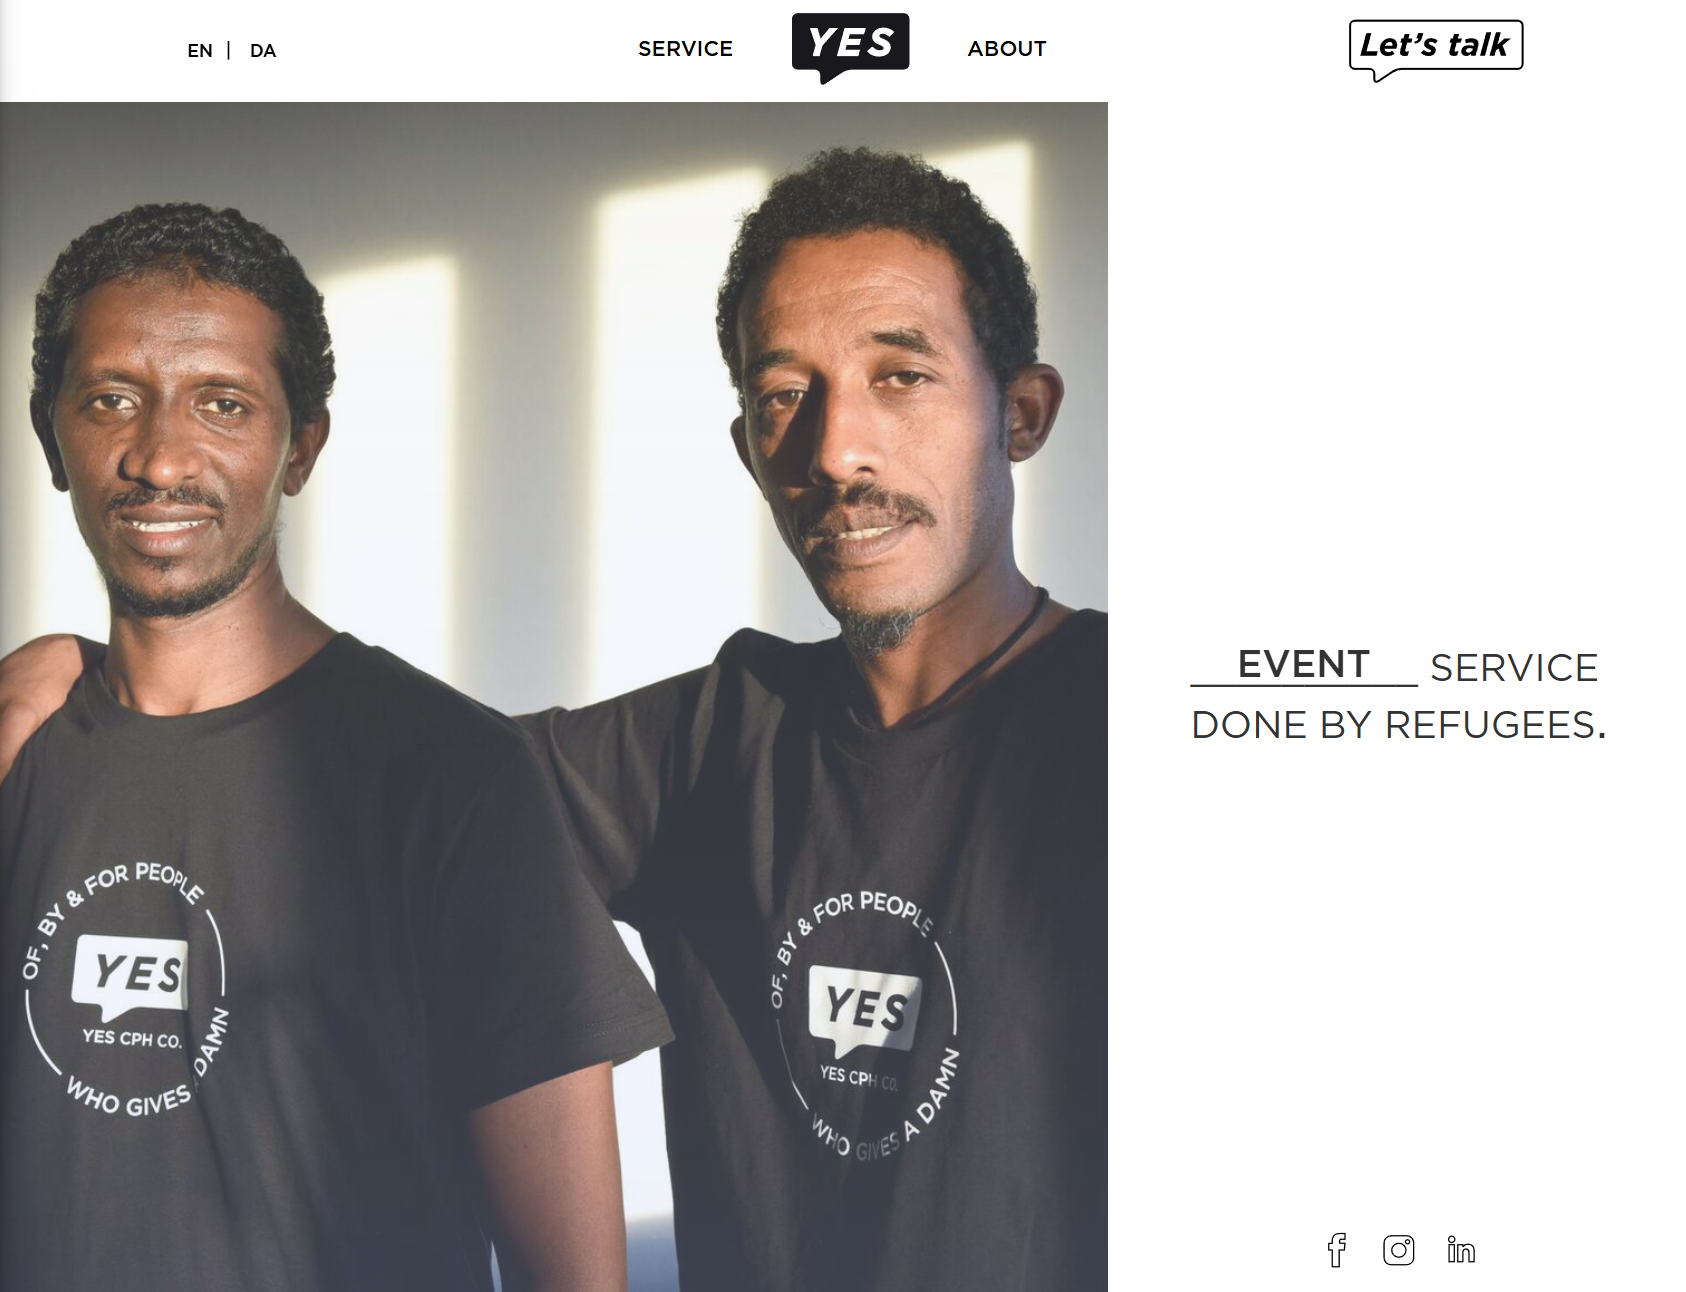 EN | DA
SERVICE
YES
ABOUT
Let's talk
EVENT SERVICE
DONE BY REFUGEES.
OF, BY & FOR PEOPLE
YES
YES CPH CO.
WHO GIVES A DAMN
OF, BY & FOR PEOPLE
YES
YES CPH CO.
WHO GIVES A DAMN
f
in